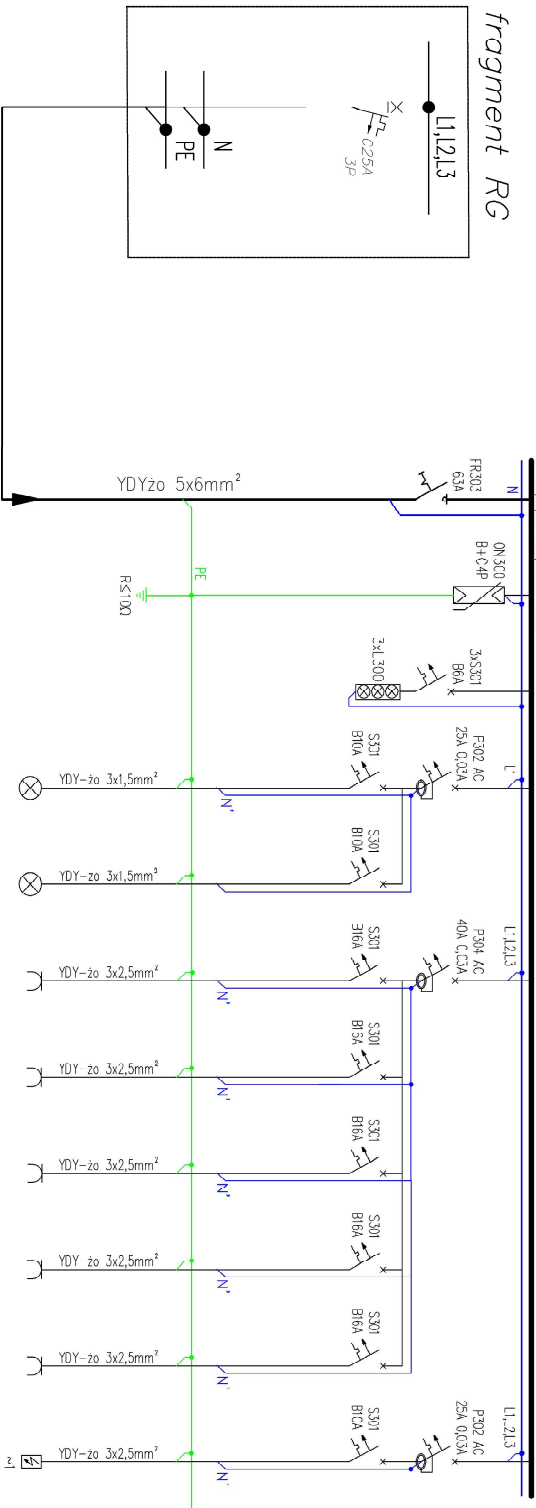 fragment RG
L1,L2,L3
C25A
3P
N
PE
YDYżo 5x6mm²
FR303
63A
N
PE
R≤10Ω
ON300
B+C4P
3xL300
3xS301
B6A
L'
P302 AC
25A 0,03A
S301
B10A
N'
YDY-żo 3x1,5mm²
S301
B10A
YDY-żo 3x1,5mm²
L',L2,L3
P304 AC
40A 0,03A
S301
B16A
N'
YDY-żo 3x2,5mm²
S301
B16A
N'
YDY-żo 3x2,5mm²
S301
B16A
N'
YDY-żo 3x2,5mm²
S301
B16A
N'
YDY-żo 3x2,5mm²
S301
B16A
N'
YDY-żo 3x2,5mm²
L1,L2,L3
P302 AC
25A 0,03A
S301
B10A
N'
YDY-żo 3x2,5mm²